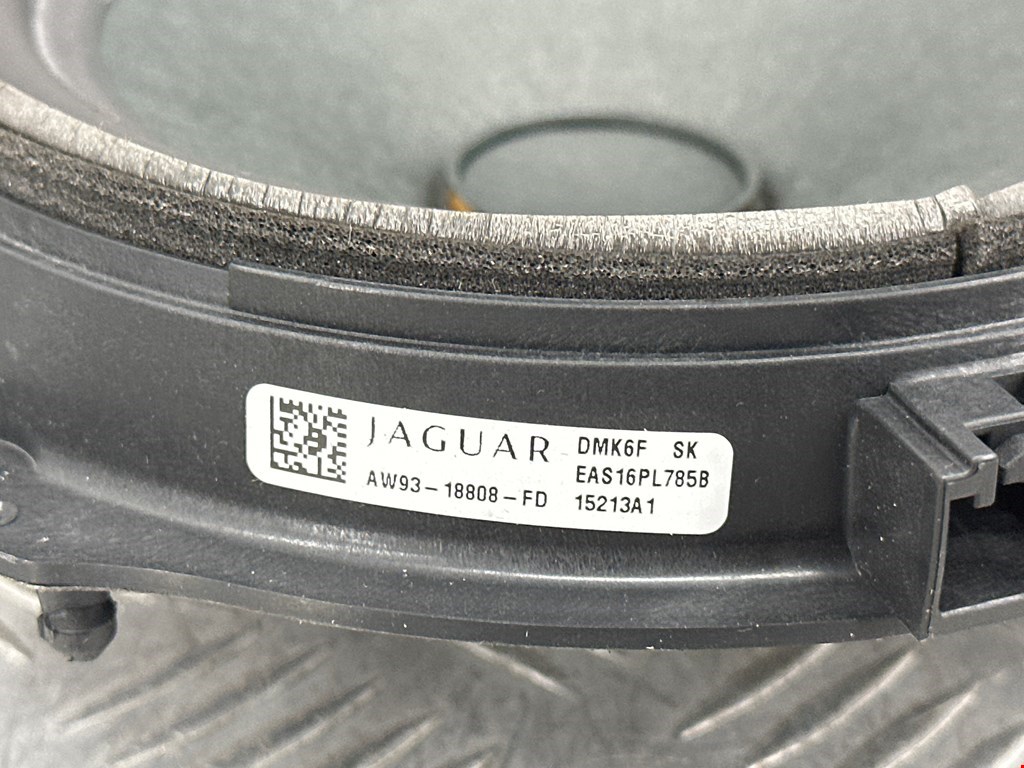 JAGUAR
AW93-18808-FD
DMK6F SK
EAS16PL785B
15213A1